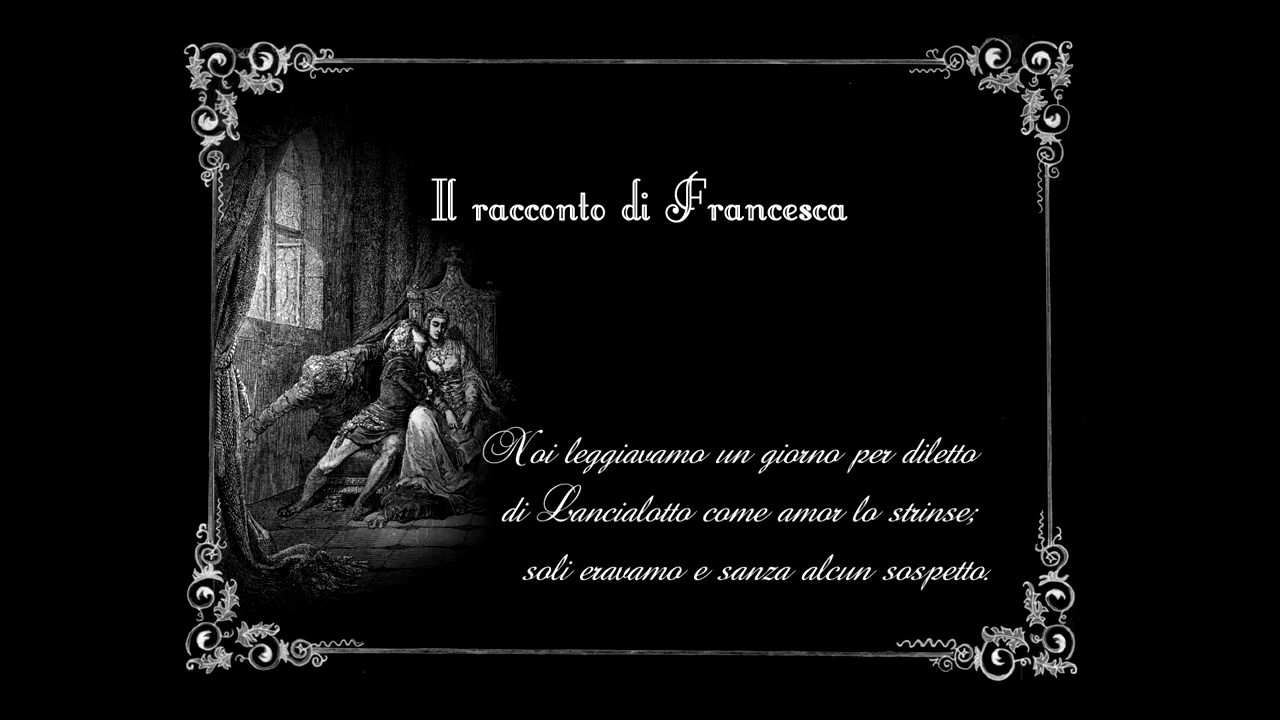 Il racconto di Francesca
Noi leggiavamo un giorno per diletto
di Lancialotto come amor lo strinse;
soli eravamo e sanza alcun sospetto.